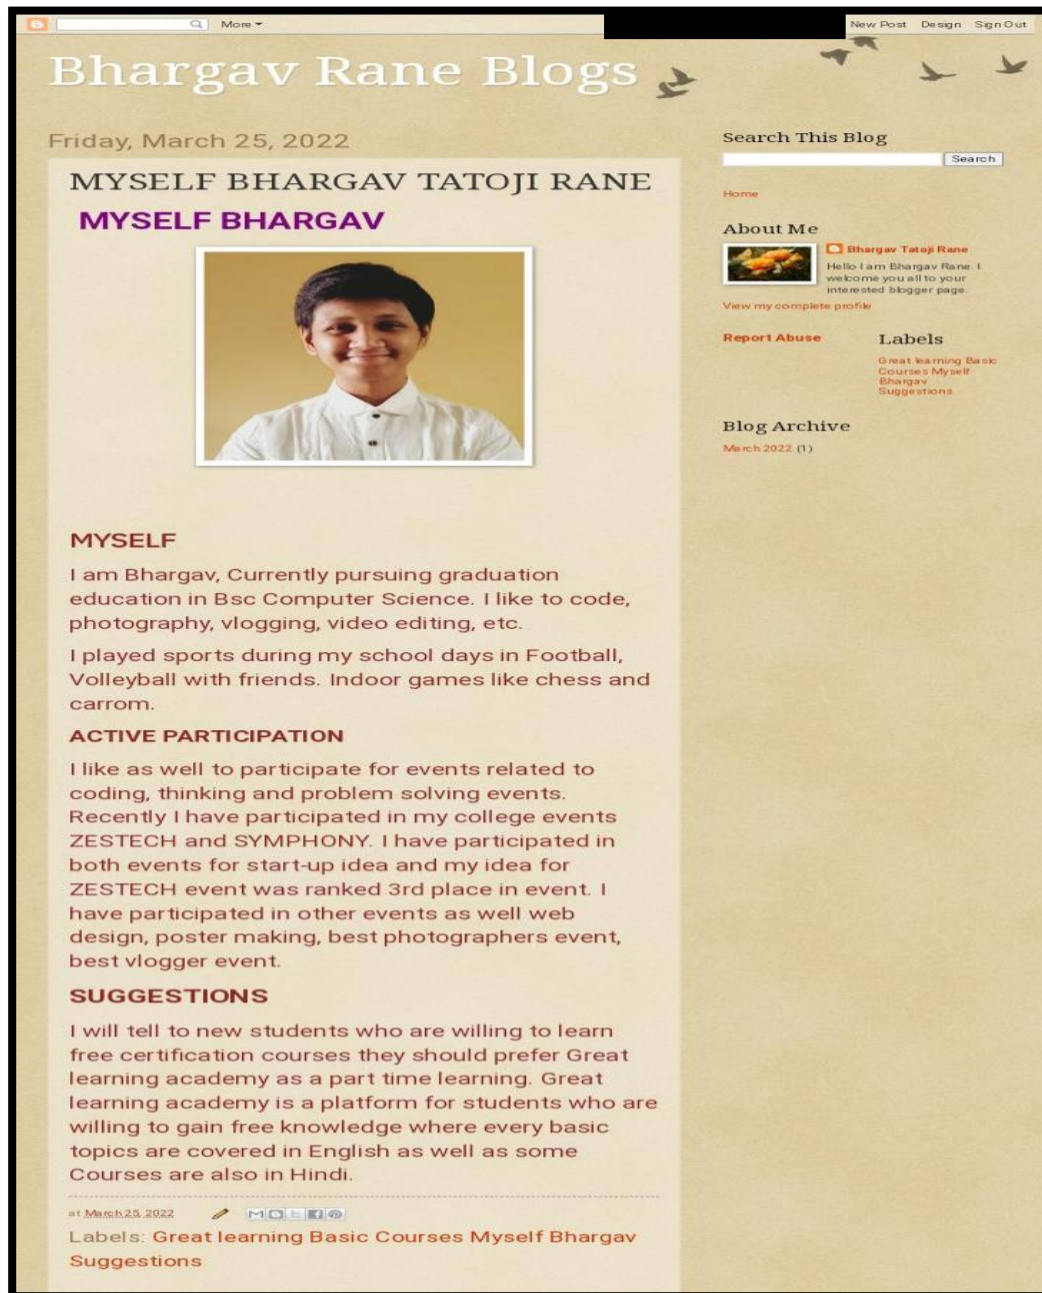 More
New Post Design Sign Out
Bhargav Rane Blogs
Friday, March 25, 2022
MYSELF BHARGAV TATOJI RANE
MYSELF BHARGAV
MYSELF
I am Bhargav, Currently pursuing graduation
education in Bsc Computer Science. I like to code,
photography, vlogging, video editing, etc.
I played sports during my school days in Football,
Volleyball with friends. Indoor games like chess and
carrom.
ACTIVE PARTICIPATION
I like as well to participate for events related to
coding, thinking and problem solving events.
Recently I have participated in my college events
ZESTECH and SYMPHONY. I have participated in
both events for start-up idea and my idea for
ZESTECH event was ranked 3rd place in event. I
have participated in other events as well web
design, poster making, best photographers event,
best vlogger event.
SUGGESTIONS
I will tell to new students who are willing to learn
free certification courses they should prefer Great
learning academy as a part time learning. Great
learning academy is a platform for students who are
willing to gain free knowledge where every basic
topics are covered in English as well as some
Courses are also in Hindi.
at March 25, 2022
Labels: Great learning Basic Courses Myself Bhargav
Suggestions
Search This Blog
Search
Home
About Me
Bhargav Tatoji Rane
Hello I am Bhargav Rane. I
welcome you all to your
interested blogger page.
View my complete profile
Report Abuse
Labels
Great learning Basic
Courses Myself
Bhargav
Suggestions
Blog Archive
March 2022 (1)